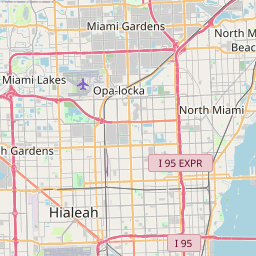 Miami Gardens
North M
Beac
Miami Lakes
Opa-locka
North Miami
h Gardens
I 95 EXPR
Hialeah
I 95